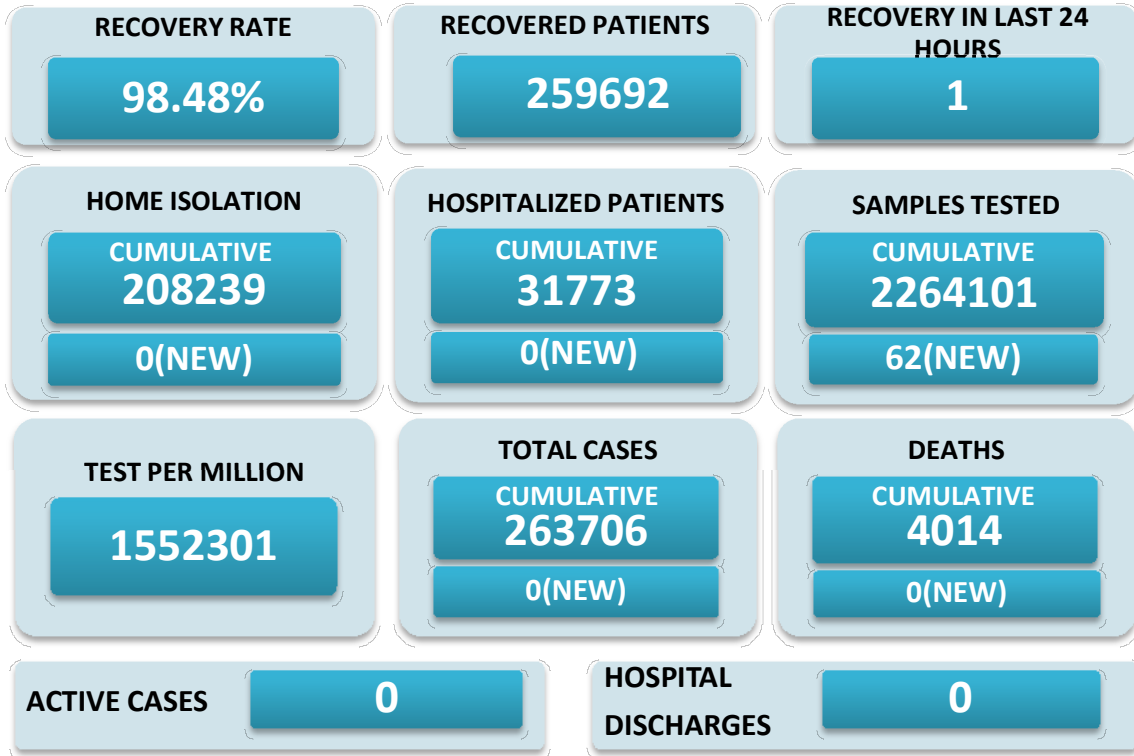 RECOVERY RATE
98.48%
RECOVERED PATIENTS
259692
RECOVERY IN LAST 24
HOURS
1
HOME ISOLATION
CUMULATIVE
208239
0(NEW)
HOSPITALIZED PATIENTS
CUMULATIVE
31773
0(NEW)
SAMPLES TESTED
CUMULATIVE
2264101
62(NEW)
TEST PER MILLION
1552301
TOTAL CASES
CUMULATIVE
263706
0(NEW)
DEATHS
CUMULATIVE
4014
0(NEW)
ACTIVE CASES
0
HOSPITAL
DISCHARGES
0